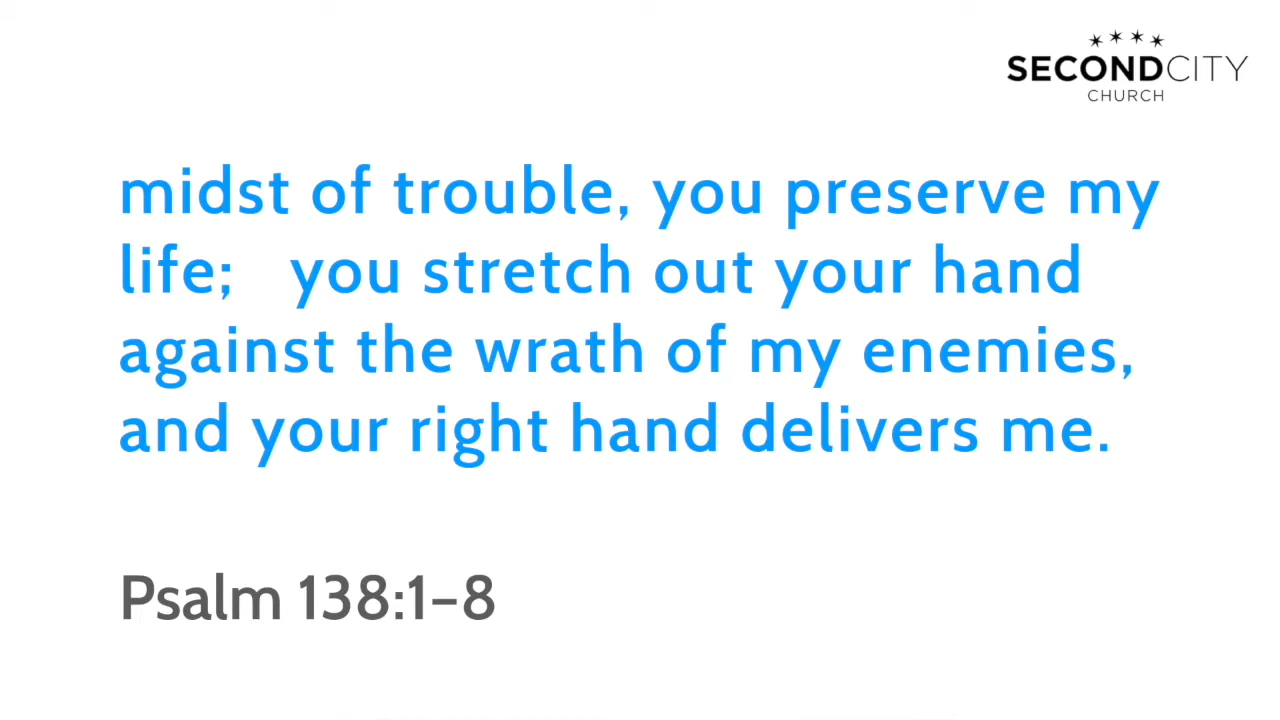 SECONDCITY
CHURCH
midst of trouble, you preserve my
life;   you stretch out your hand
against the wrath of my enemies,
and your right hand delivers me.
Psalm 138:1–8